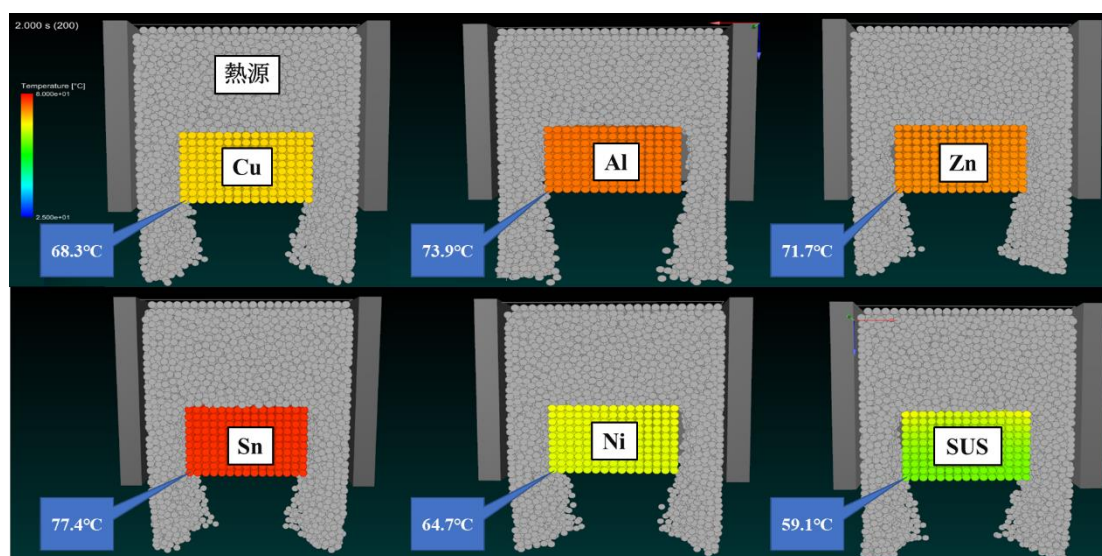 2.000 s (200)
Temperature [°C]
6.000e+01
2.500e+01
熱源
Cu
Al
Zn
68.3℃
73.9℃
71.7℃
Sn
Ni
SUS
77.4℃
64.7℃
59.1℃